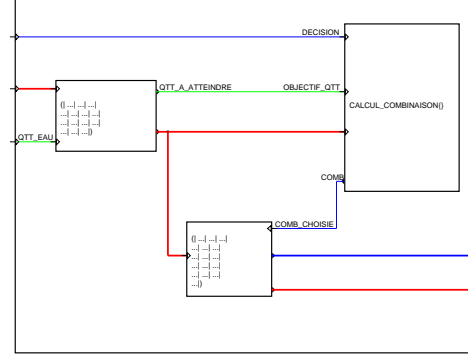 DECISION
QTT_A_ATTEINDRE
OBJECTIF_QTT
(| ...| ...| ...|
...| ...| ...|
...| ...| ...|
...| ...|)
CALCUL_COMBINAISON()
QTT_EAU
COMB
COMB_CHOISIE
(| ...| ...| ...|
...| ...| ...|
...| ...| ...|
...| ...| ...|
...| ...| ...|
...|)